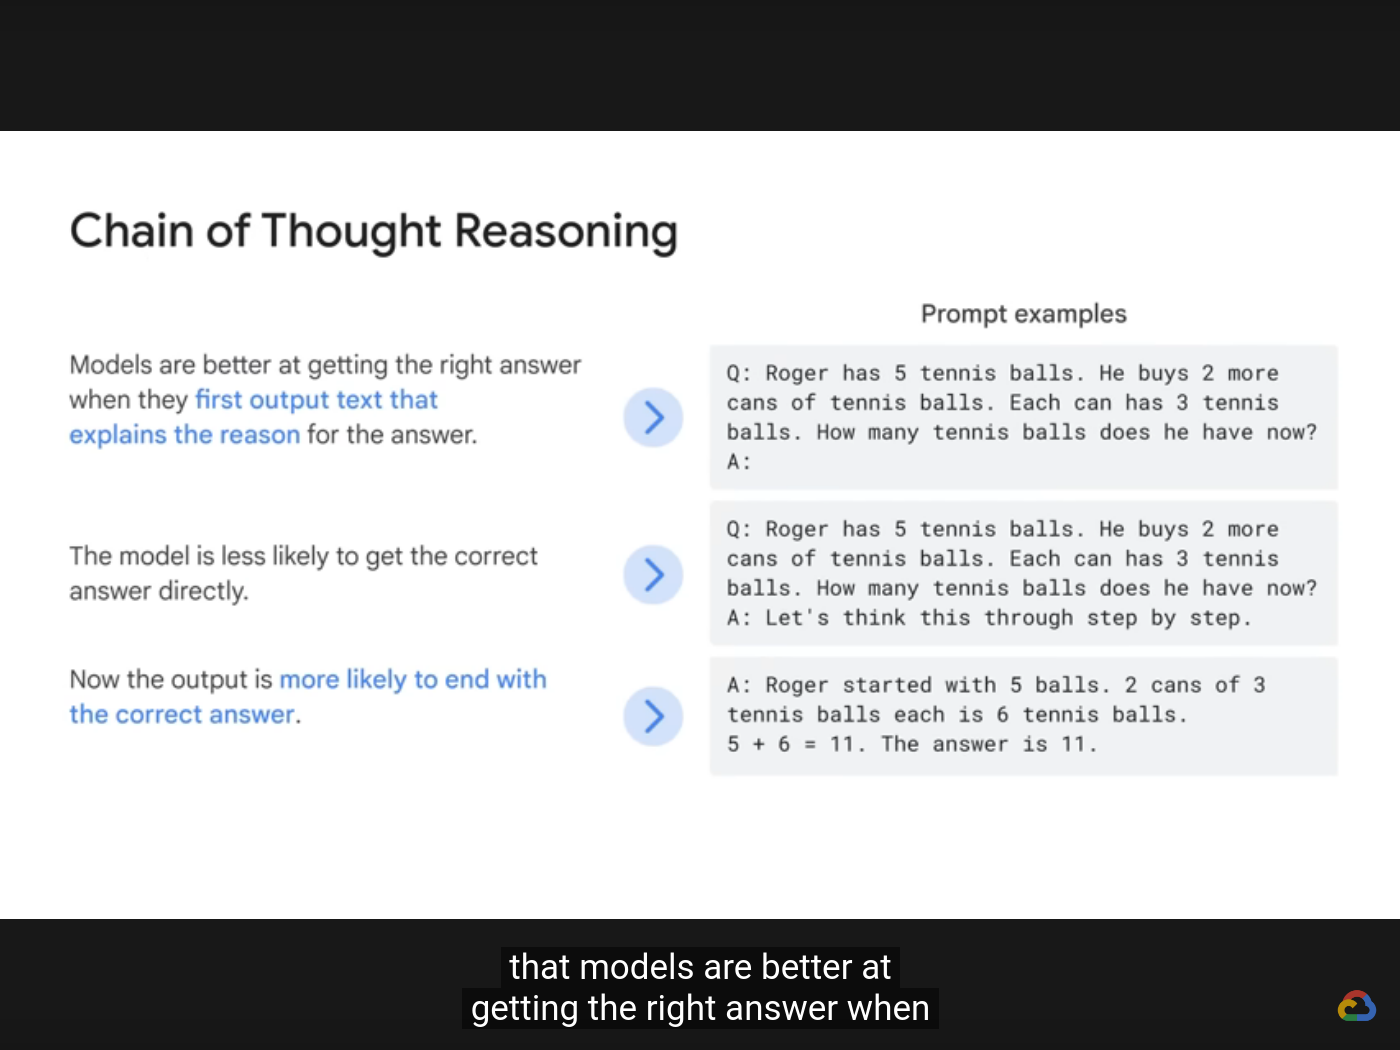 Chain of Thought Reasoning
Prompt examples
Models are better at getting the right answer
when they first output text that
explains the reason for the answer.
Q: Roger has 5 tennis balls. He buys 2 more
cans of tennis balls. Each can has 3 tennis
balls. How many tennis balls does he have now?
A:
The model is less likely to get the correct
answer directly.
Q: Roger has 5 tennis balls. He buys 2 more
cans of tennis balls. Each can has 3 tennis
balls. How many tennis balls does he have now?
A: Let's think this through step by step.
Now the output is more likely to end with
the correct answer.
A: Roger started with 5 balls. 2 cans of 3
tennis balls each is 6 tennis balls.
5 + 6 = 11. The answer is 11.
that models are better at
getting the right answer when